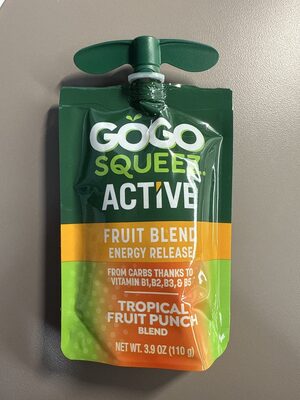 GOGO
SQUEEZ
ACTIVE
FRUIT BLEND
ENERGY RELEASE
FROM CARBS THANKS TO
VITAMIN B1,B2,B3,& B5
TROPICAL
FRUIT PUNCH
BLEND
NET WT. 3.9 OZ (110 g)